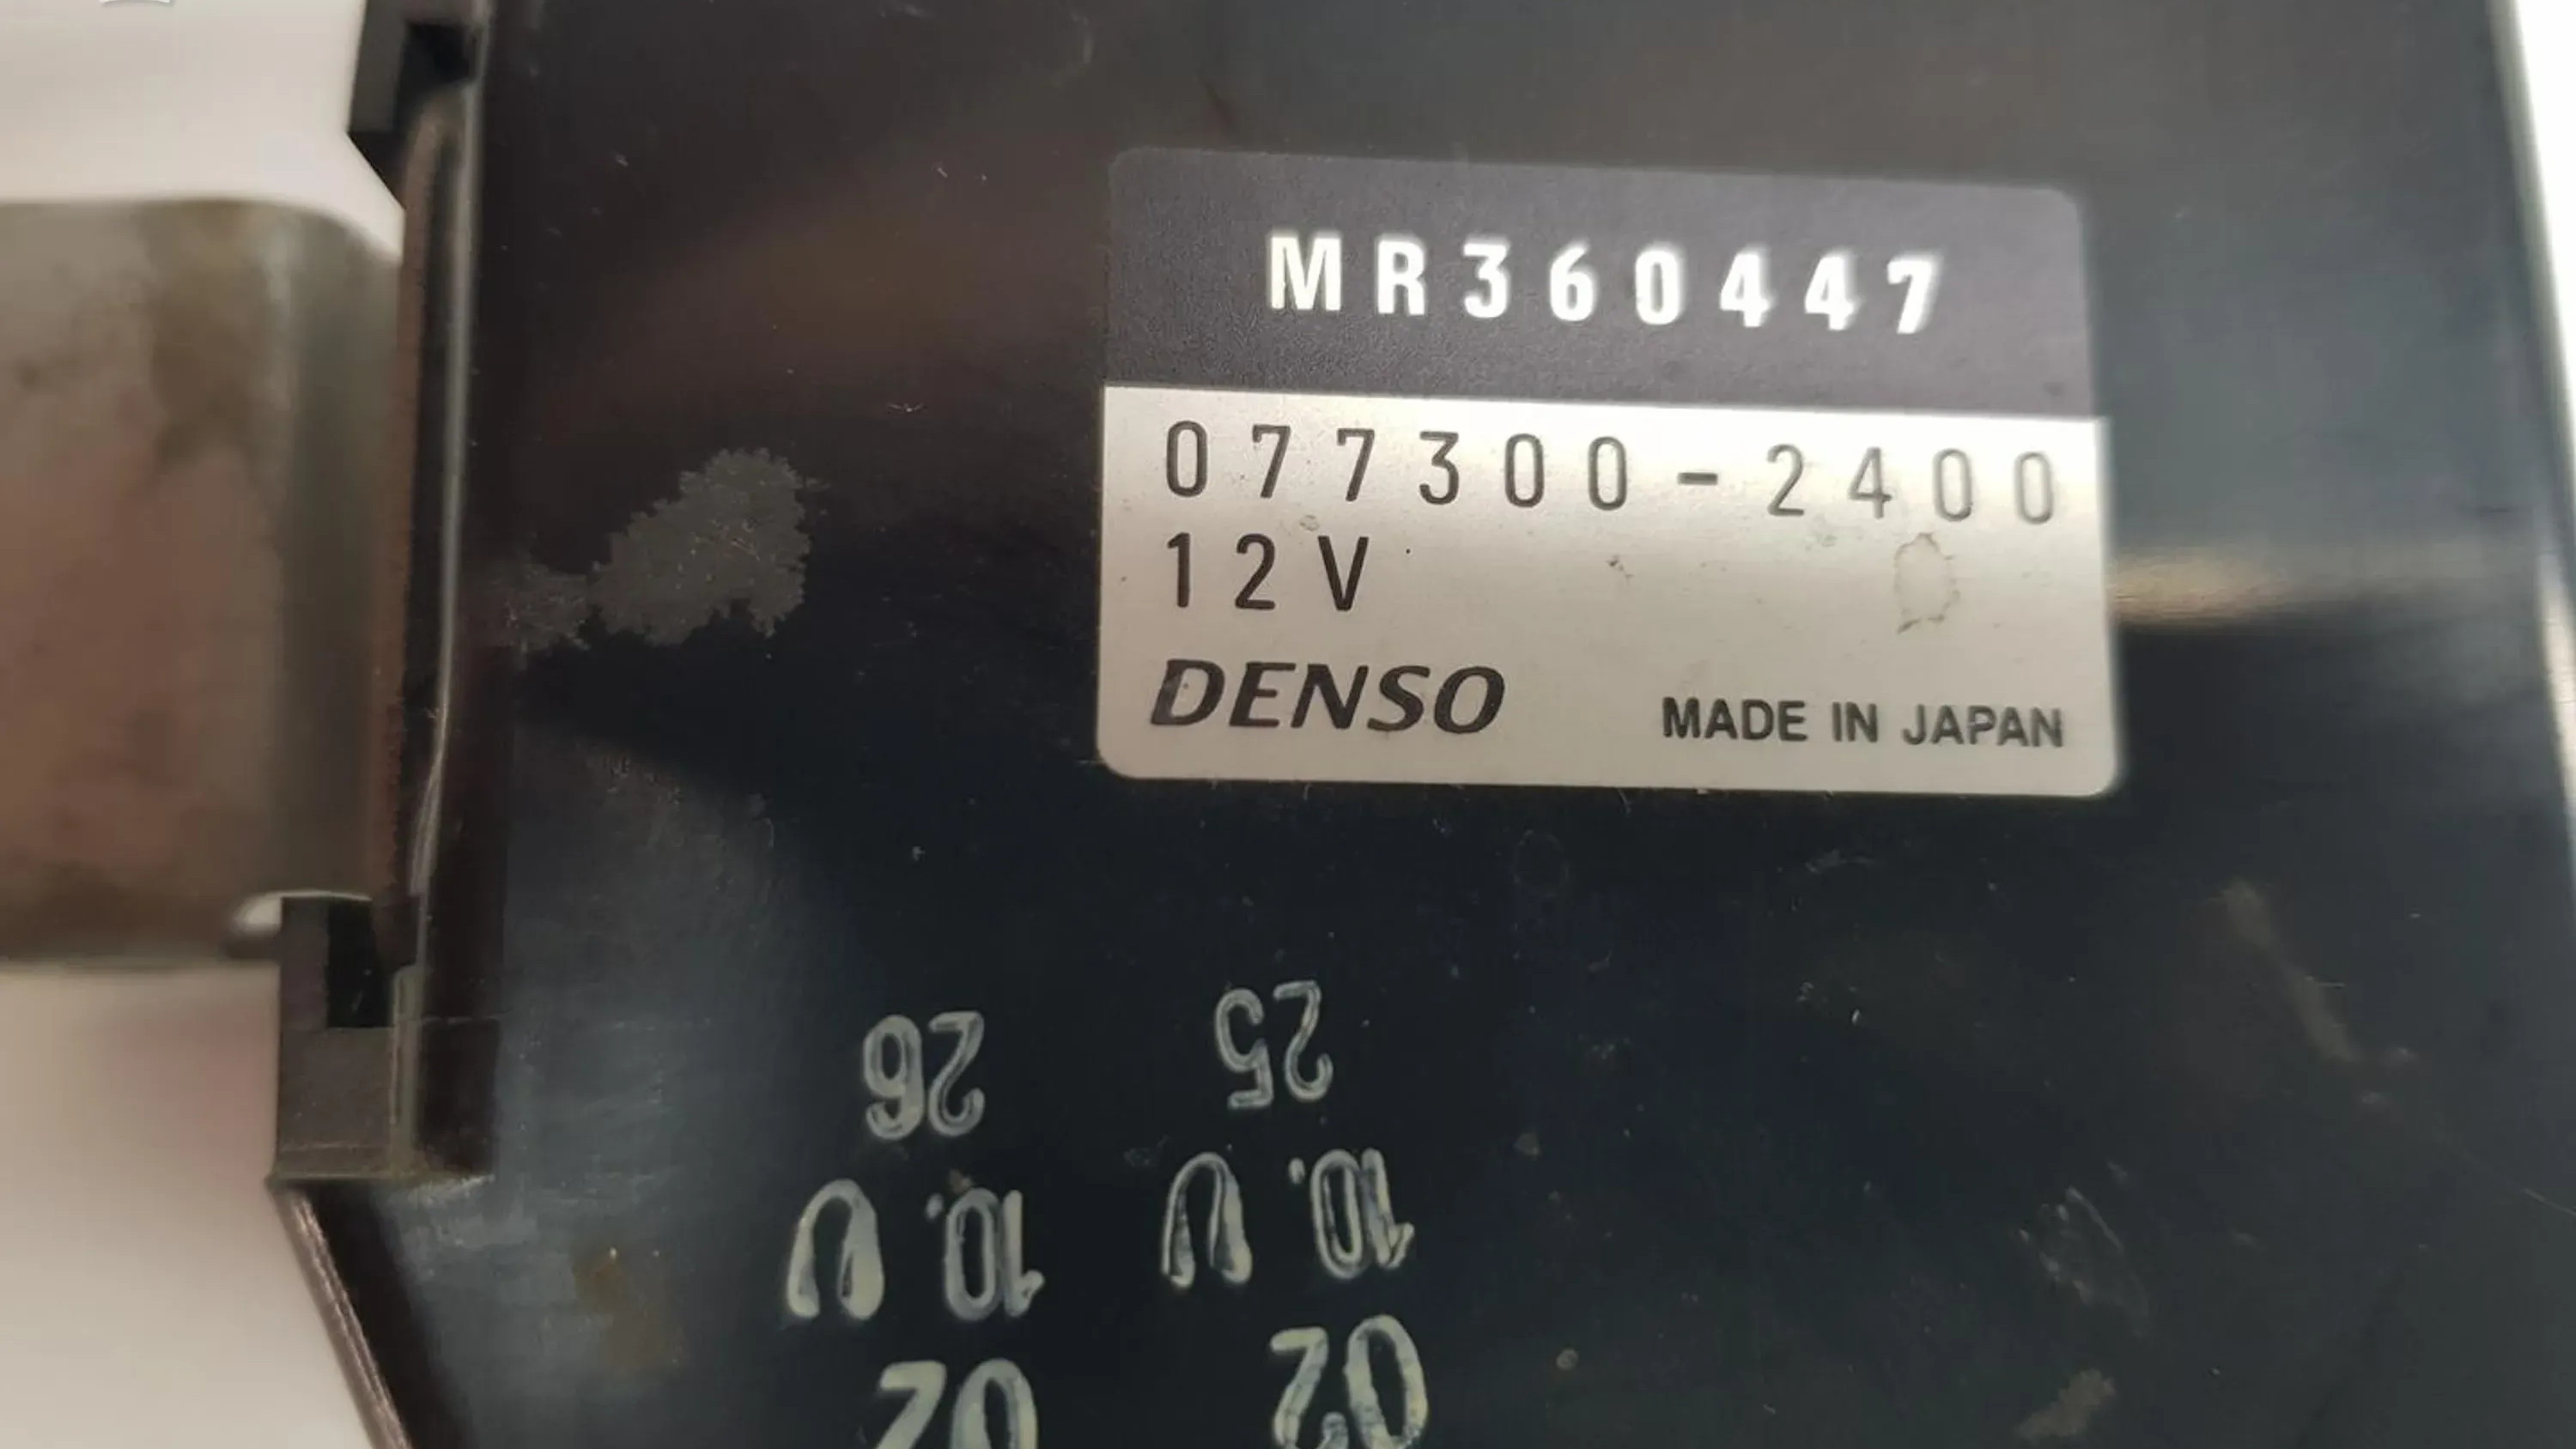 MR360447
077300-2400
12V
DENSO
MADE IN JAPAN
25
26
10.
10.
02
02